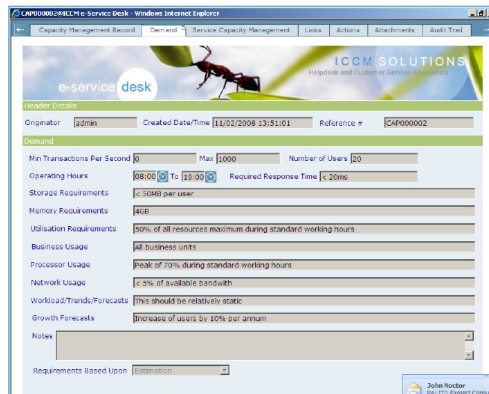 CAP000002@ICCM e-Service Desk - Windows Internet Explorer
Capacity Management Record Demand Service Capacity Management Links Actions Attachments Audit Trail
ICCM SOLUTIONS
Helpdesk and Customer Service Specialists
e-service desk
Header Details
Originator admin Created Date/Time 11/02/2008 13:51:01 Reference # CAP000002
Demand
Min Transactions Per Second 0 Max 1000 Number of Users 20
Operating Hours 08:00 To 19:00 Required Response Time < 20ms
Storage Requirements < 50MB per user
Memory Requirements 4GB
Utilisation Requirements 50% of all resources maximum during standard working hours
Business Usage All business units
Processor Usage Peak of 70% during standard working hours
Network Usage < 5% of available bandwith
Workload/Trends/Forecasts This should be relatively static
Growth Forecasts Increase of users by 10% per annum
Notes
Requirements Based Upon Estimation
John Noctor
Re: ITIL Project